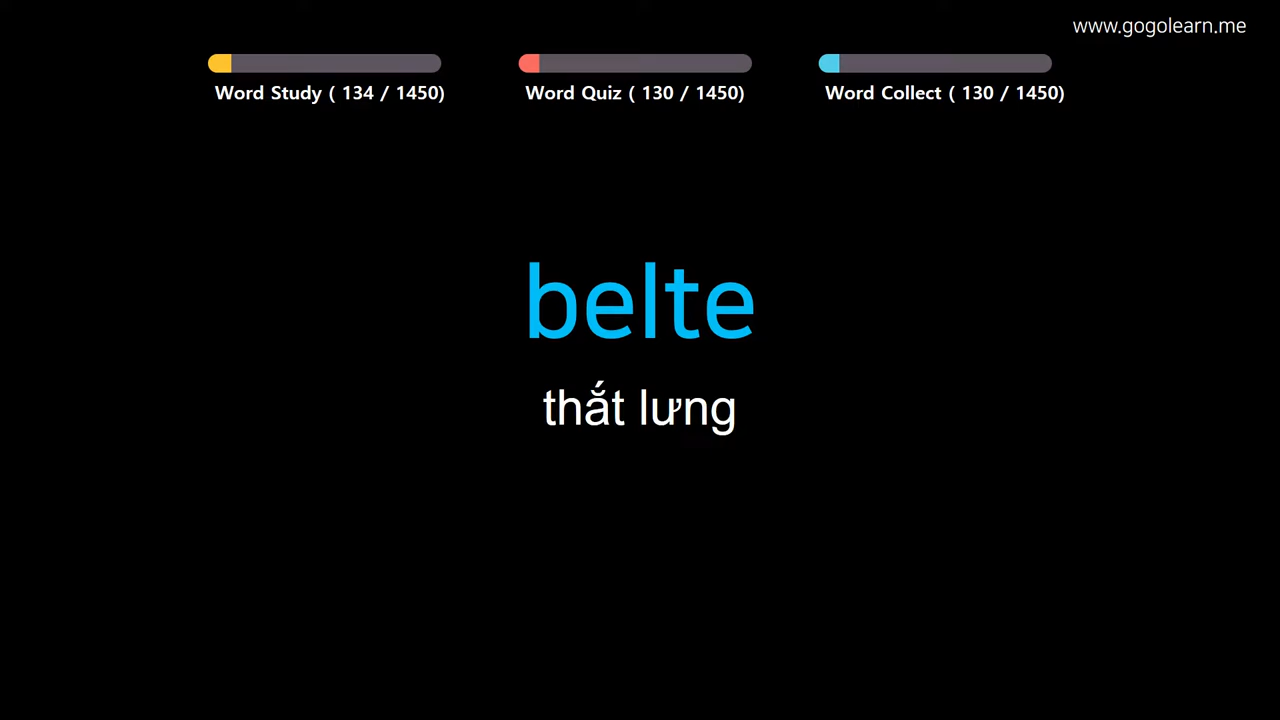 www.gogolearn.me
Word Study ( 134 / 1450)
Word Quiz ( 130 / 1450)
Word Collect ( 130 / 1450)
belte
thắt lưng